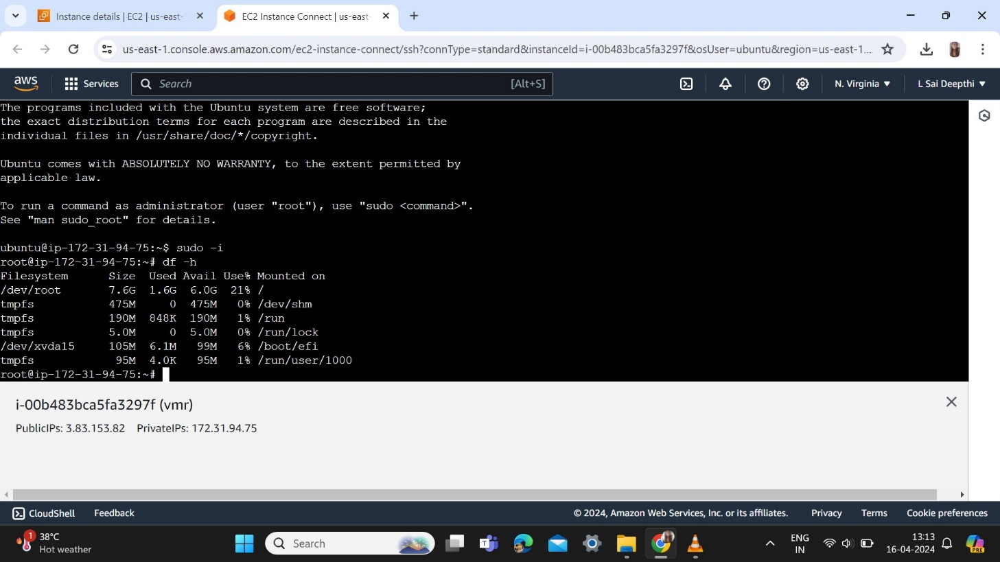 Instance details | EC2 | us-east-
EC2 Instance Connect | us-east-
us-east-1.console.aws.amazon.com/ec2-instance-connect/ssh?connType=standard&instanceId=i-00b483bca5fa3297f&osUser=ubuntu&region=us-east-1...
aws
Services
Search
[Alt+S]
N. Virginia
L Sai Deepthi
The programs included with the Ubuntu system are free software;
the exact distribution terms for each program are described in the
individual files in /usr/share/doc/*/copyright.
Ubuntu comes with ABSOLUTELY NO WARRANTY, to the extent permitted by
applicable law.
To run a command as administrator (user "root"), use "sudo <command>".
See "man sudo_root" for details.
ubuntu@ip-172-31-94-75:~$ sudo -i
root@ip-172-31-94-75:~# df -h
Filesystem Size Used Avail Use% Mounted on
/dev/root 7.6G 1.6G 6.0G 21% /
tmpfs 475M 0 475M 0% /dev/shm
tmpfs 190M 848K 190M 1% /run
tmpfs 5.0M 0 5.0M 0% /run/lock
/dev/xvda15 105M 6.1M 99M 6% /boot/efi
tmpfs 95M 4.0K 95M 1% /run/user/1000
root@ip-172-31-94-75:~#
i-00b483bca5fa3297f (vmr)
PublicIPs: 3.83.153.82 PrivateIPs: 172.31.94.75
CloudShell
Feedback
© 2024, Amazon Web Services, Inc. or its affiliates.
Privacy
Terms
Cookie preferences
1
38°C
Hot weather
Search
ENG
IN
13:13
16-04-2024
PRE